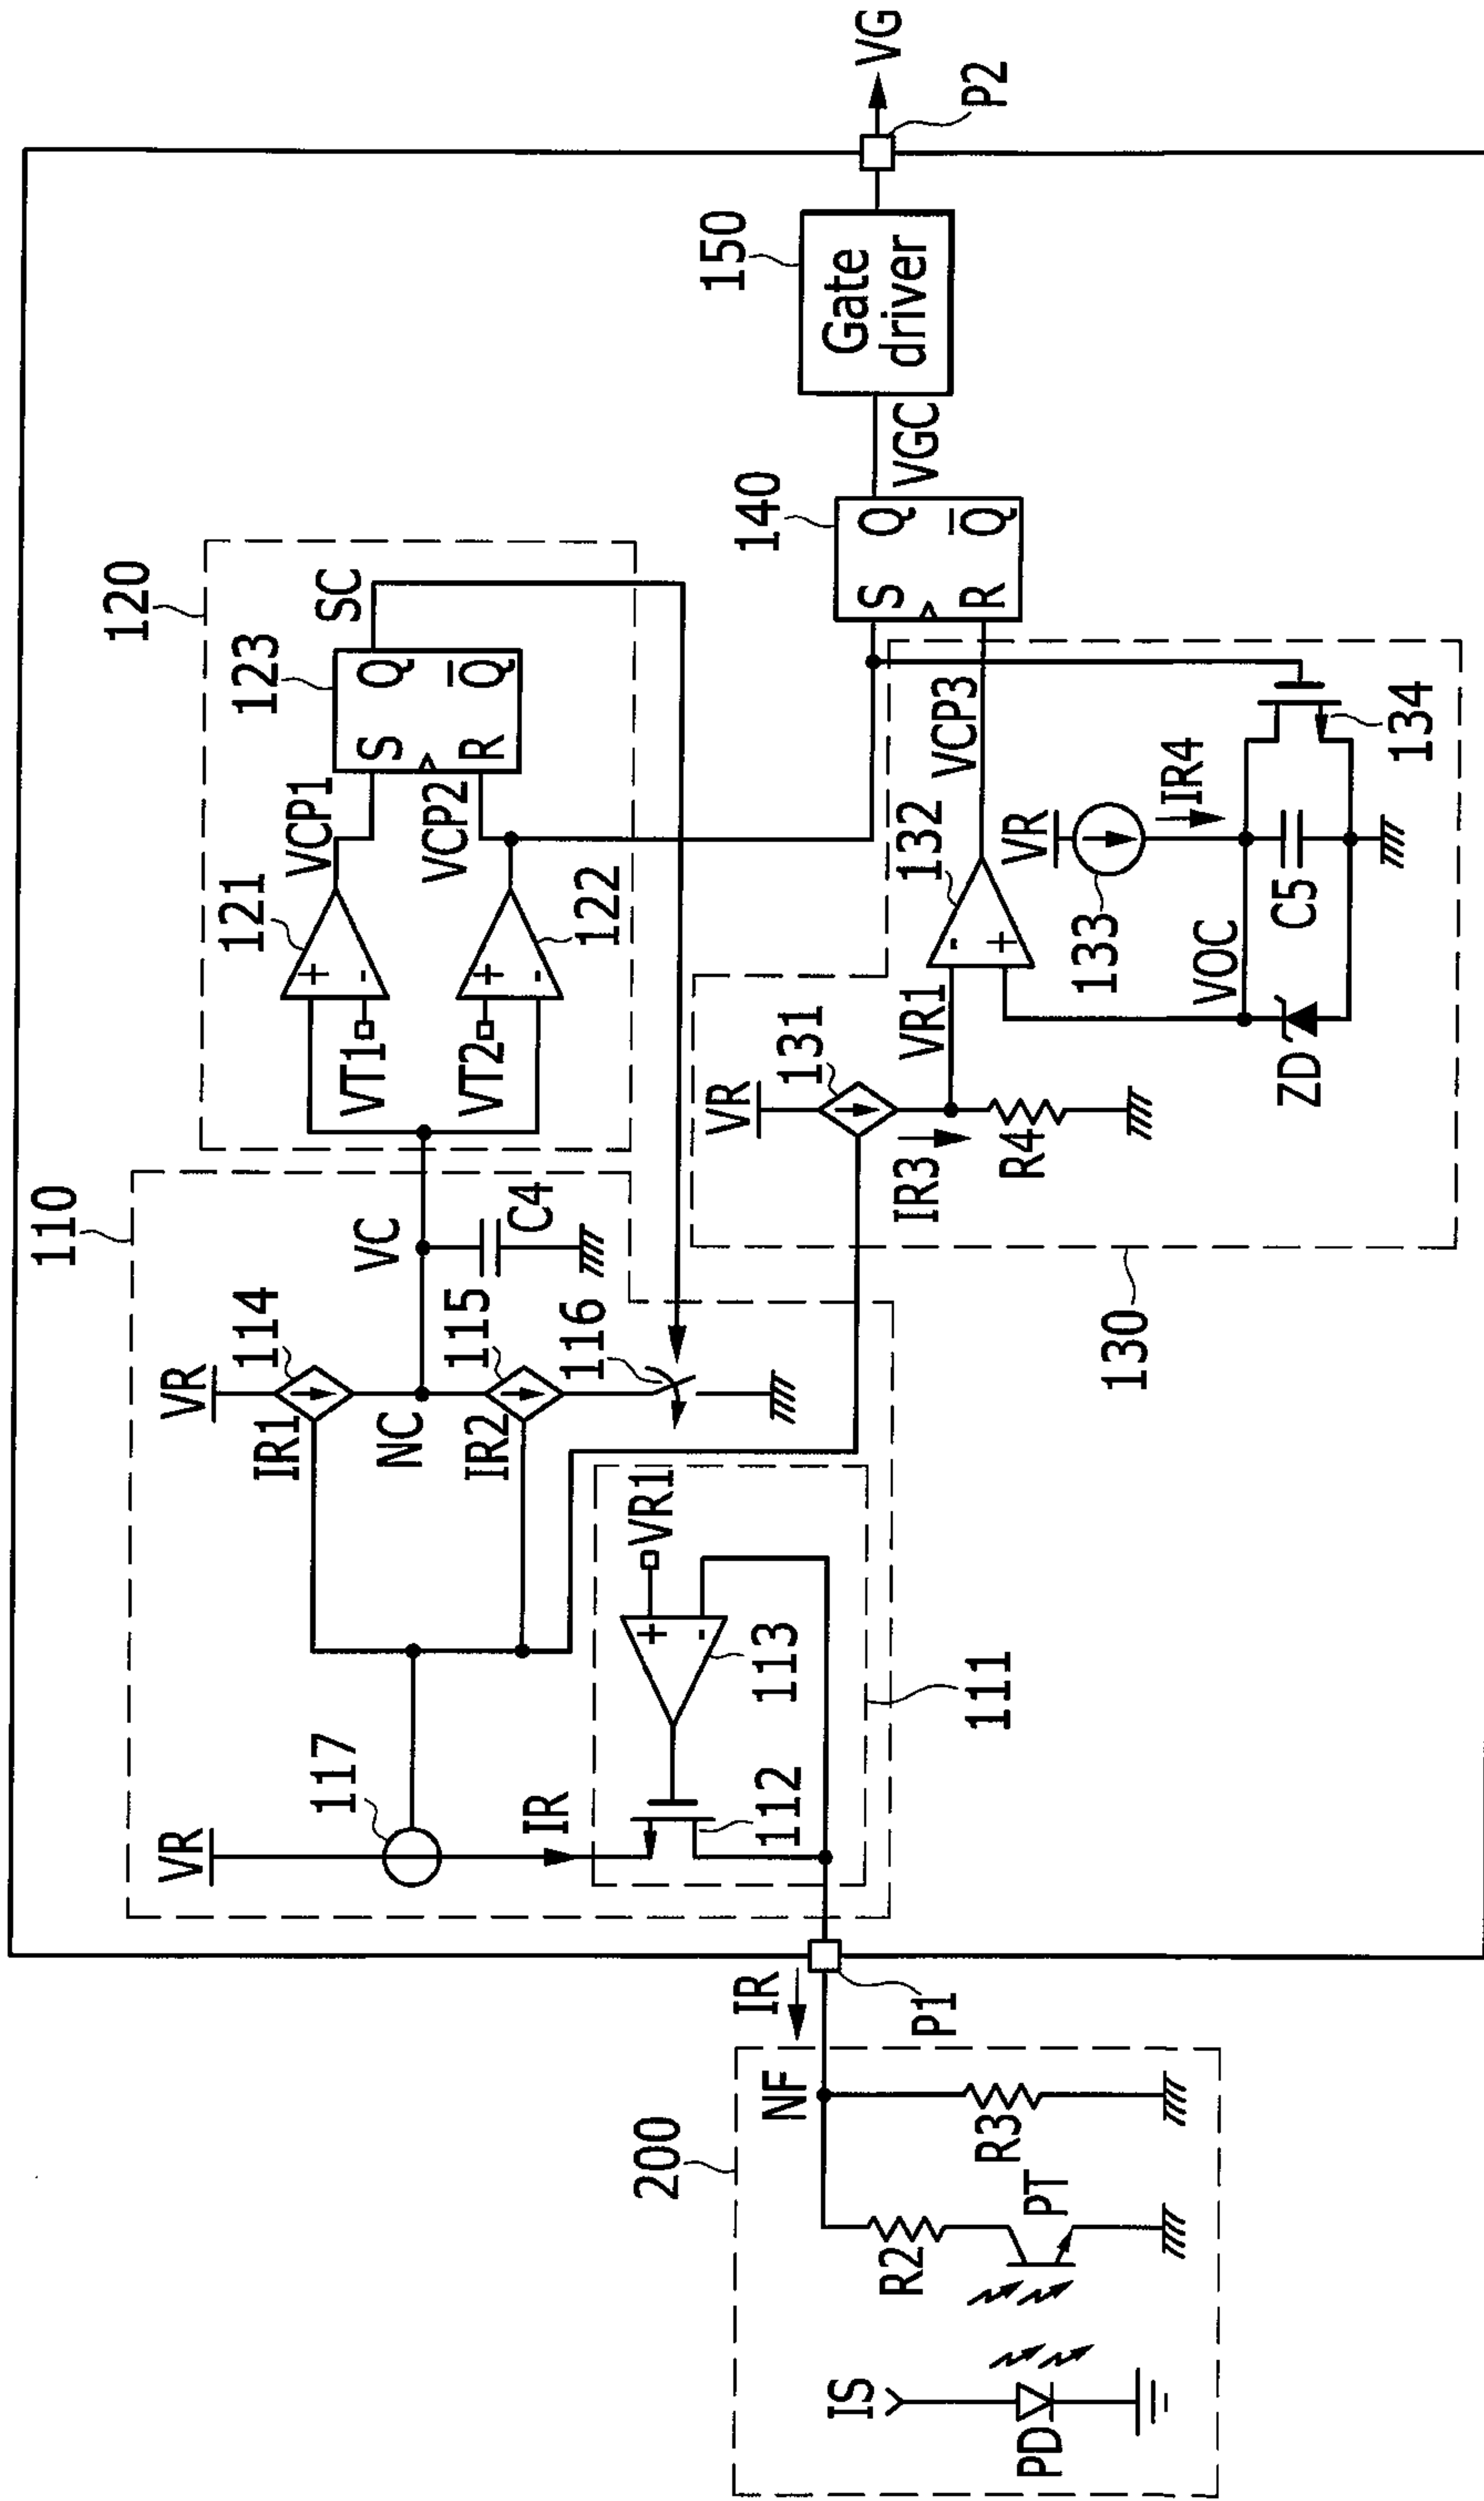 110
120
VR
117
IR
VR
114
IR1
NC
115
IR2
116
VC
C4
VR1
113
112
111
121
VCP1
VT1
+
-
VT2
+
-
122
VCP2
123
S Q
R Q
SC
140
S Q
R Q
VGC
150
Gate
driver
VG
P2
200
IS
PD
R2
PT
R3
NF
IR
P1
+
-
VR
131
IR3
R4
VR1
132
-
+
VCP3
VR
133
IR4
VOC
C5
ZD
134
130